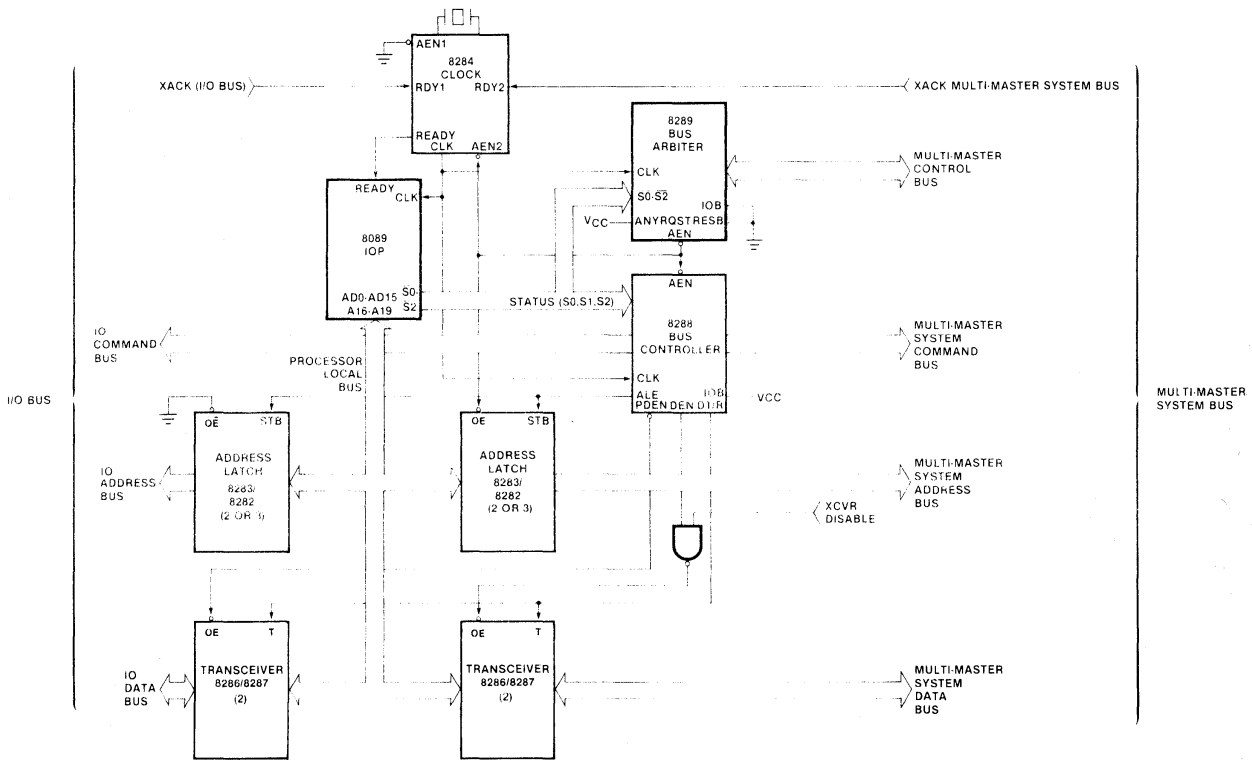 AEN1
8284
CLOCK
XACK (I/O BUS)
RDY1 RDY2
XACK MULTI-MASTER SYSTEM BUS
READY
CLK AEN2
8289
BUS
ARBITER
CLK
S0-S2
IOB
VCC
ANYRQSTRESB
AEN
MULTI-MASTER
CONTROL
BUS
READY
CLK
8089
IOP
AD0-AD15
A16-A19
S0-
S2
STATUS (S0,S1,S2)
AEN
8288
BUS
CONTROLLER
CLK
ALE IOB
PDEN DEN DT/R
VCC
IO
COMMAND
BUS
PROCESSOR
LOCAL
BUS
MULTI-MASTER
SYSTEM
COMMAND
BUS
I/O BUS
MULTI-MASTER
SYSTEM BUS
OE STB
ADDRESS
LATCH
8283/
8282
(2 OR 3)
OE STB
ADDRESS
LATCH
8283/
8282
(2 OR 3)
IO
ADDRESS
BUS
MULTI-MASTER
SYSTEM
ADDRESS
BUS
XCVR
DISABLE
OE T
TRANSCEIVER
8286/8287
(2)
OE T
TRANSCEIVER
8286/8287
(2)
IO
DATA
BUS
MULTI-MASTER
SYSTEM
DATA
BUS